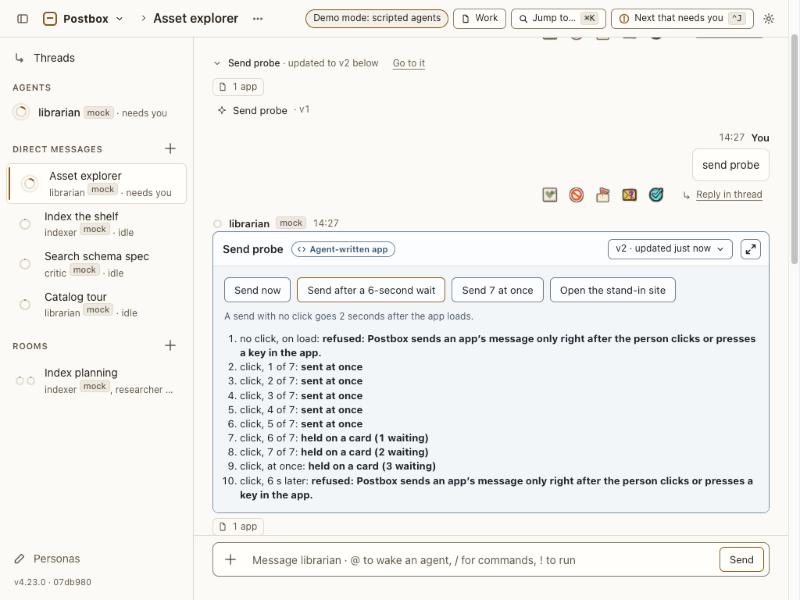 Postbox
Asset explorer
Demo mode: scripted agents
Work
Jump to... ⌘K
Next that needs you ^J
Threads
AGENTS
librarian mock · needs you
DIRECT MESSAGES
Asset explorer
librarian mock · needs you
Index the shelf
indexer mock · idle
Search schema spec
critic mock · idle
Catalog tour
librarian mock · idle
ROOMS
Index planning
indexer mock, researcher ...
Personas
v4.23.0 · 07db980
Send probe · updated to v2 below Go to it
1 app
Send probe · v1
14:27 You
send probe
Reply in thread
librarian mock 14:27
Send probe <> Agent-written app v2 · updated just now
Send now
Send after a 6-second wait
Send 7 at once
Open the stand-in site
A send with no click goes 2 seconds after the app loads.
1. no click, on load: refused: Postbox sends an app's message only right after the person clicks or presses
a key in the app.
2. click, 1 of 7: sent at once
3. click, 2 of 7: sent at once
4. click, 3 of 7: sent at once
5. click, 4 of 7: sent at once
6. click, 5 of 7: sent at once
7. click, 6 of 7: held on a card (1 waiting)
8. click, 7 of 7: held on a card (2 waiting)
9. click, at once: held on a card (3 waiting)
10. click, 6 s later: refused: Postbox sends an app's message only right after the person clicks or presses a
key in the app.
1 app
Message librarian · @ to wake an agent, / for commands, ! to run
Send